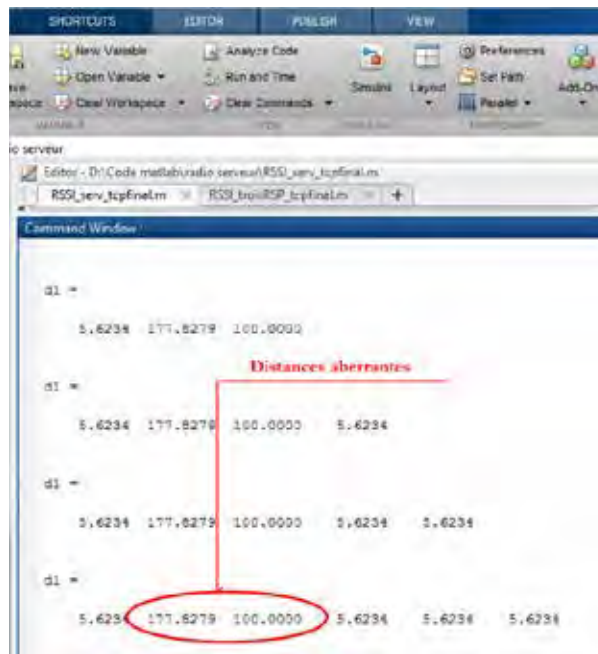 SHORTCUTS EDITOR PUBLISH VIEW
New Variable Analyze Code Preferences
Open Variable Run and Time Set Path
Simulink Layout Add-On
Clear Workspace Clear Commands Parallel
io serveur
Editor - D:\Code matlab\radio serveur\RSSI_serv_tcpfinal.m
RSSI_serv_tcpfinal.m +
Command Window
d1 =
5.6234 177.8279 100.0000
Distances aberrantes
d1 =
5.6234 177.8279 100.0000 5.6234
d1 =
5.6234 177.8279 100.0000 5.6234 5.6234
d1 =
5.6234 177.8279 100.0000 5.6234 5.6234 5.6234